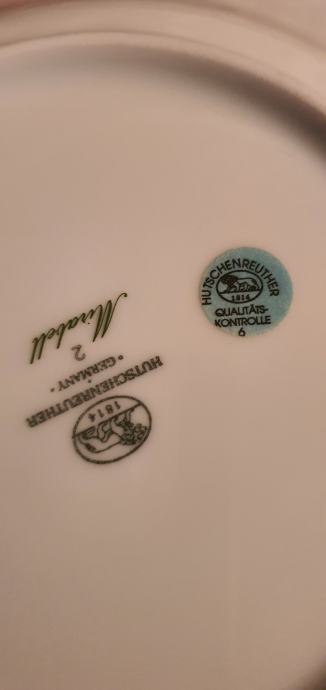 HUTSCHENREUTHER
1814
QUALITÄTS-
KONTROLLE
6
1814
HUTSCHENREUTHER
· GERMANY ·
2
Mirabell